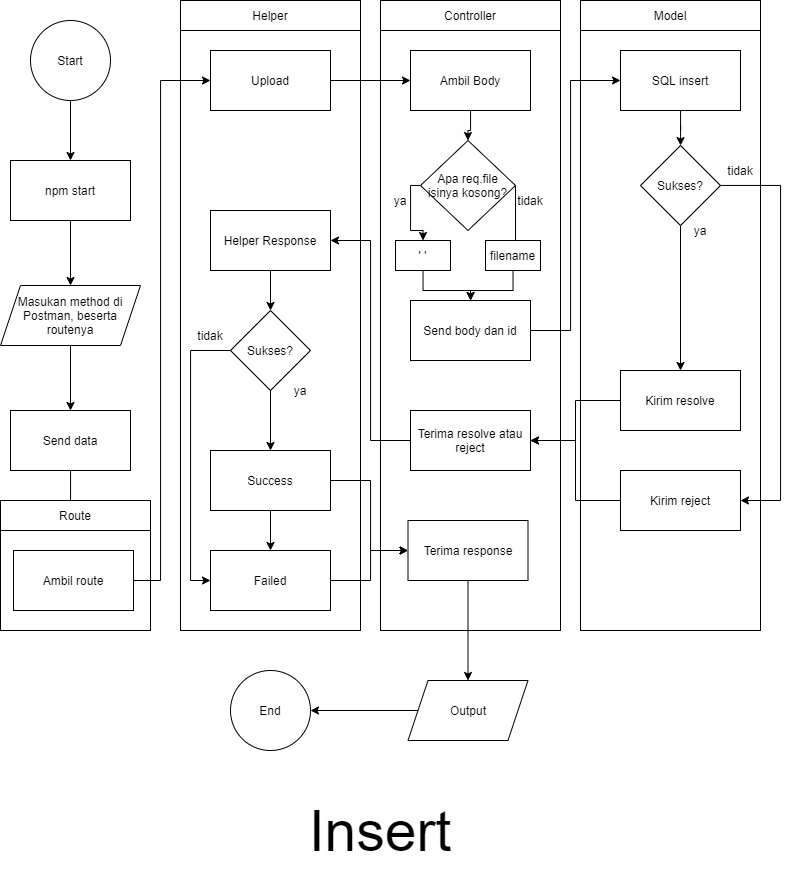 Start
npm start
Masukan method di
Postman, beserta
routenya
Send data
Route
Ambil route
Helper
Upload
Helper Response
Sukses?
tidak
ya
Success
Failed
Controller
Ambil Body
Apa req.file
isinya kosong?
ya
tidak
' '
filename
Send body dan id
Terima resolve atau
reject
Terima response
Model
SQL insert
Sukses?
tidak
ya
Kirim resolve
Kirim reject
Output
End
Insert